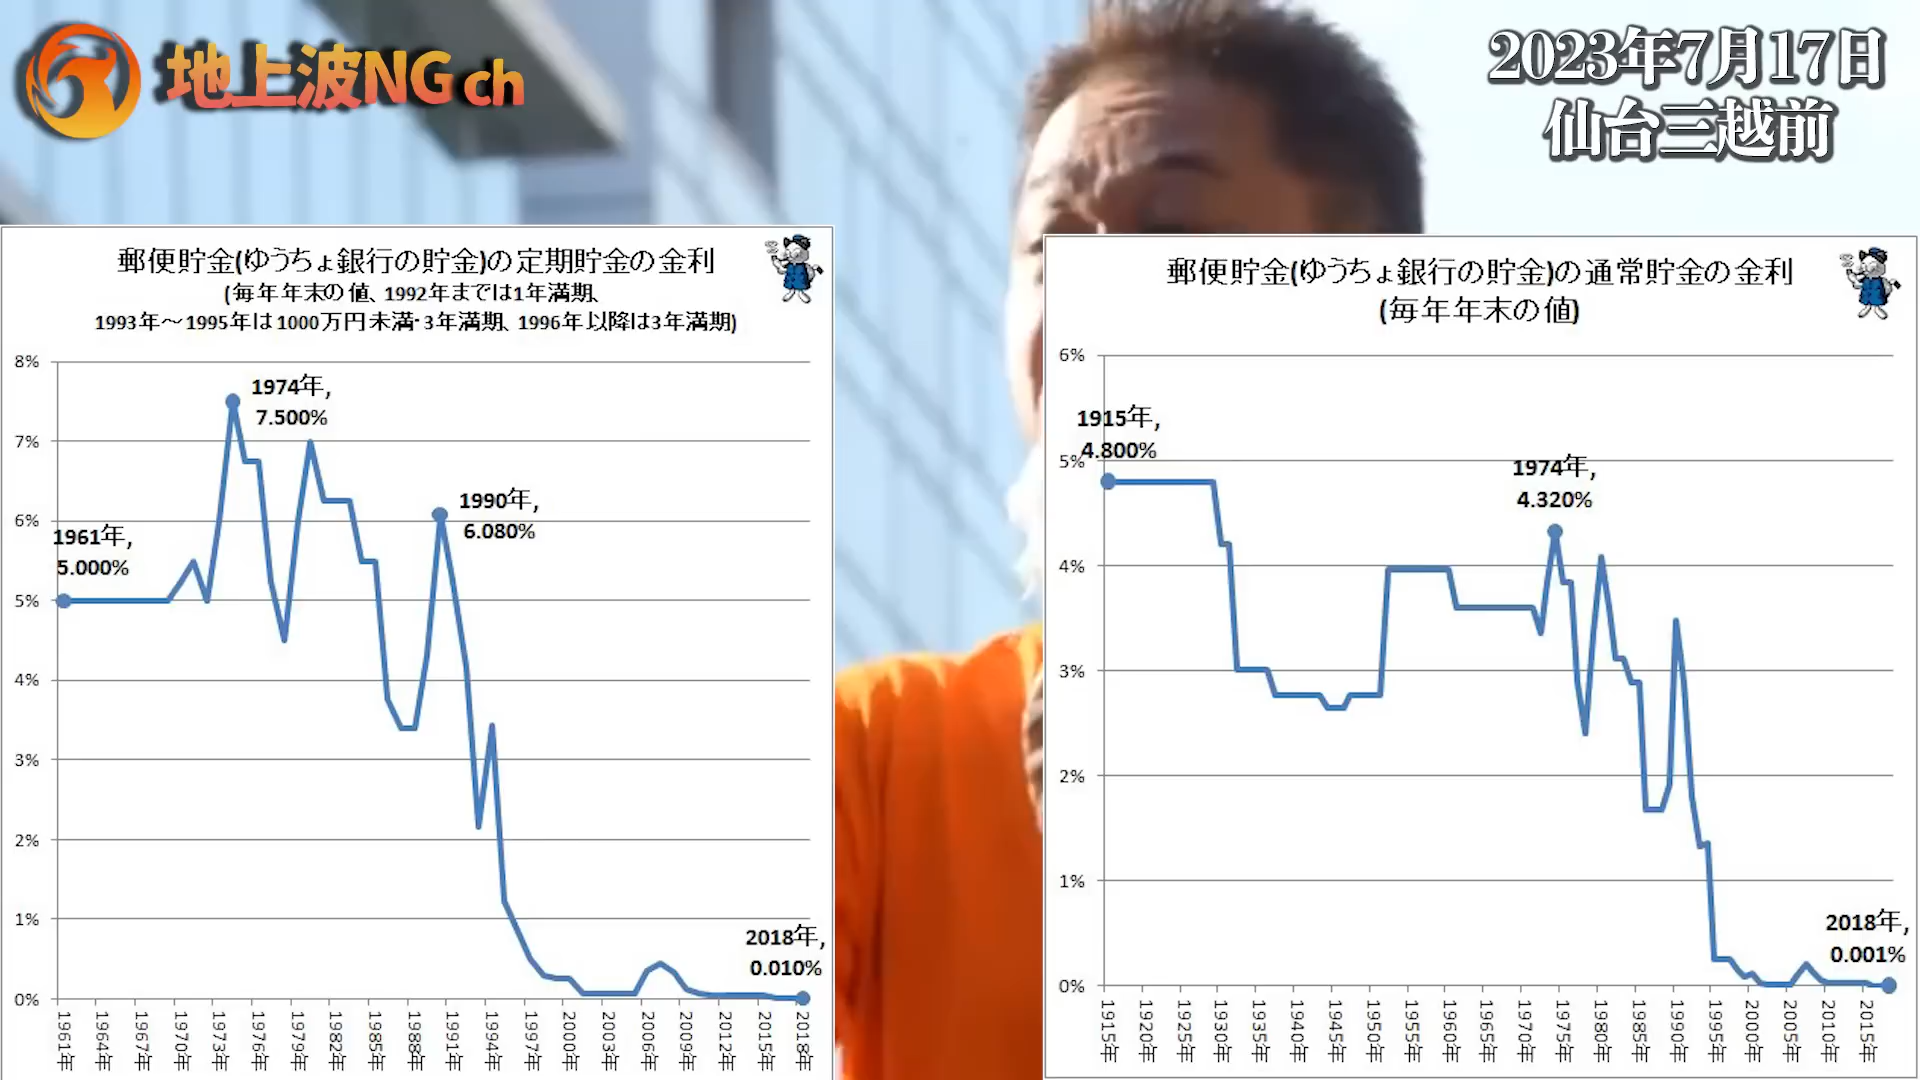 地上波NG ch
2023年7月17日
仙台三越前
郵便貯金(ゆうちょ銀行の貯金)の定期貯金の金利
(毎年年末の値、1992年までは1年満期、
1993年～1995年は1000万円未満・3年満期、1996年以降は3年満期)
8%
7%
6%
5%
4%
3%
2%
1%
0%
1961年,
5.000%
1974年,
7.500%
1990年,
6.080%
2018年,
0.010%
1961年
1964年
1967年
1970年
1973年
1976年
1979年
1982年
1985年
1988年
1991年
1994年
1997年
2000年
2003年
2006年
2009年
2012年
2015年
2018年
郵便貯金(ゆうちょ銀行の貯金)の通常貯金の金利
(毎年年末の値)
6%
5%
4%
3%
2%
1%
0%
1915年,
4.800%
1974年,
4.320%
2018年,
0.001%
1915年
1920年
1925年
1930年
1935年
1940年
1945年
1950年
1955年
1960年
1965年
1970年
1975年
1980年
1985年
1990年
1995年
2000年
2005年
2010年
2015年